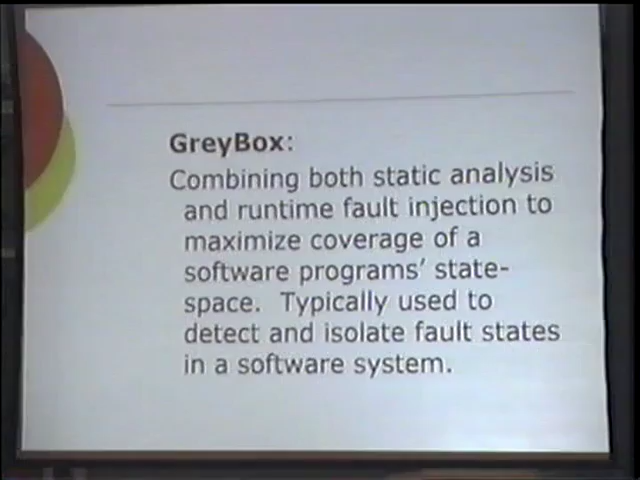 GreyBox:
Combining both static analysis
and runtime fault injection to
maximize coverage of a
software programs' state-
space.  Typically used to
detect and isolate fault states
in a software system.